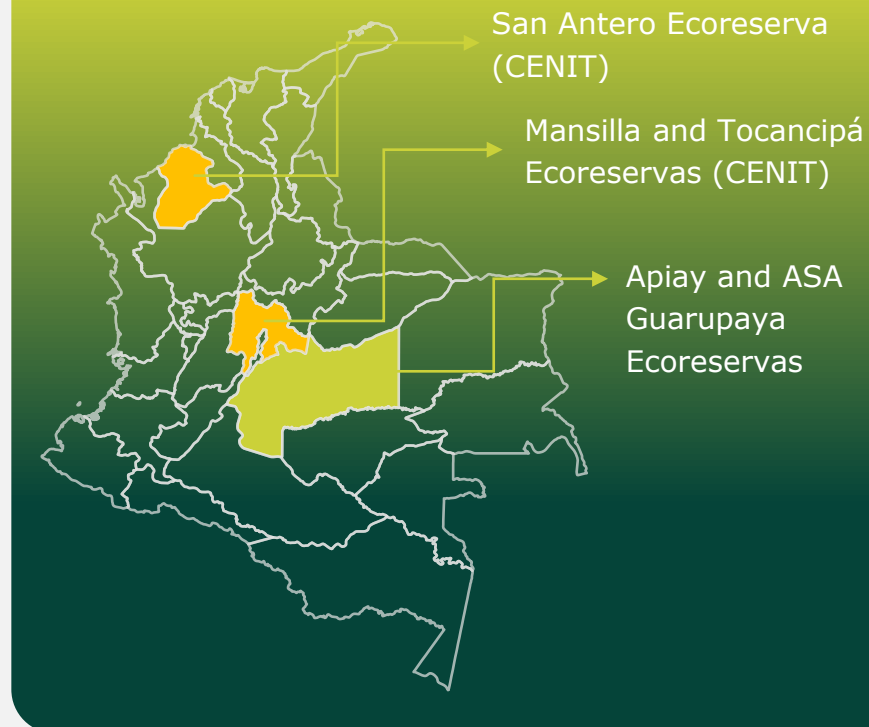 San Antero Ecoreserva
(CENIT)
Mansilla and Tocancipá
Ecoreservas (CENIT)
Apiay and ASA
Guarupaya
Ecoreservas